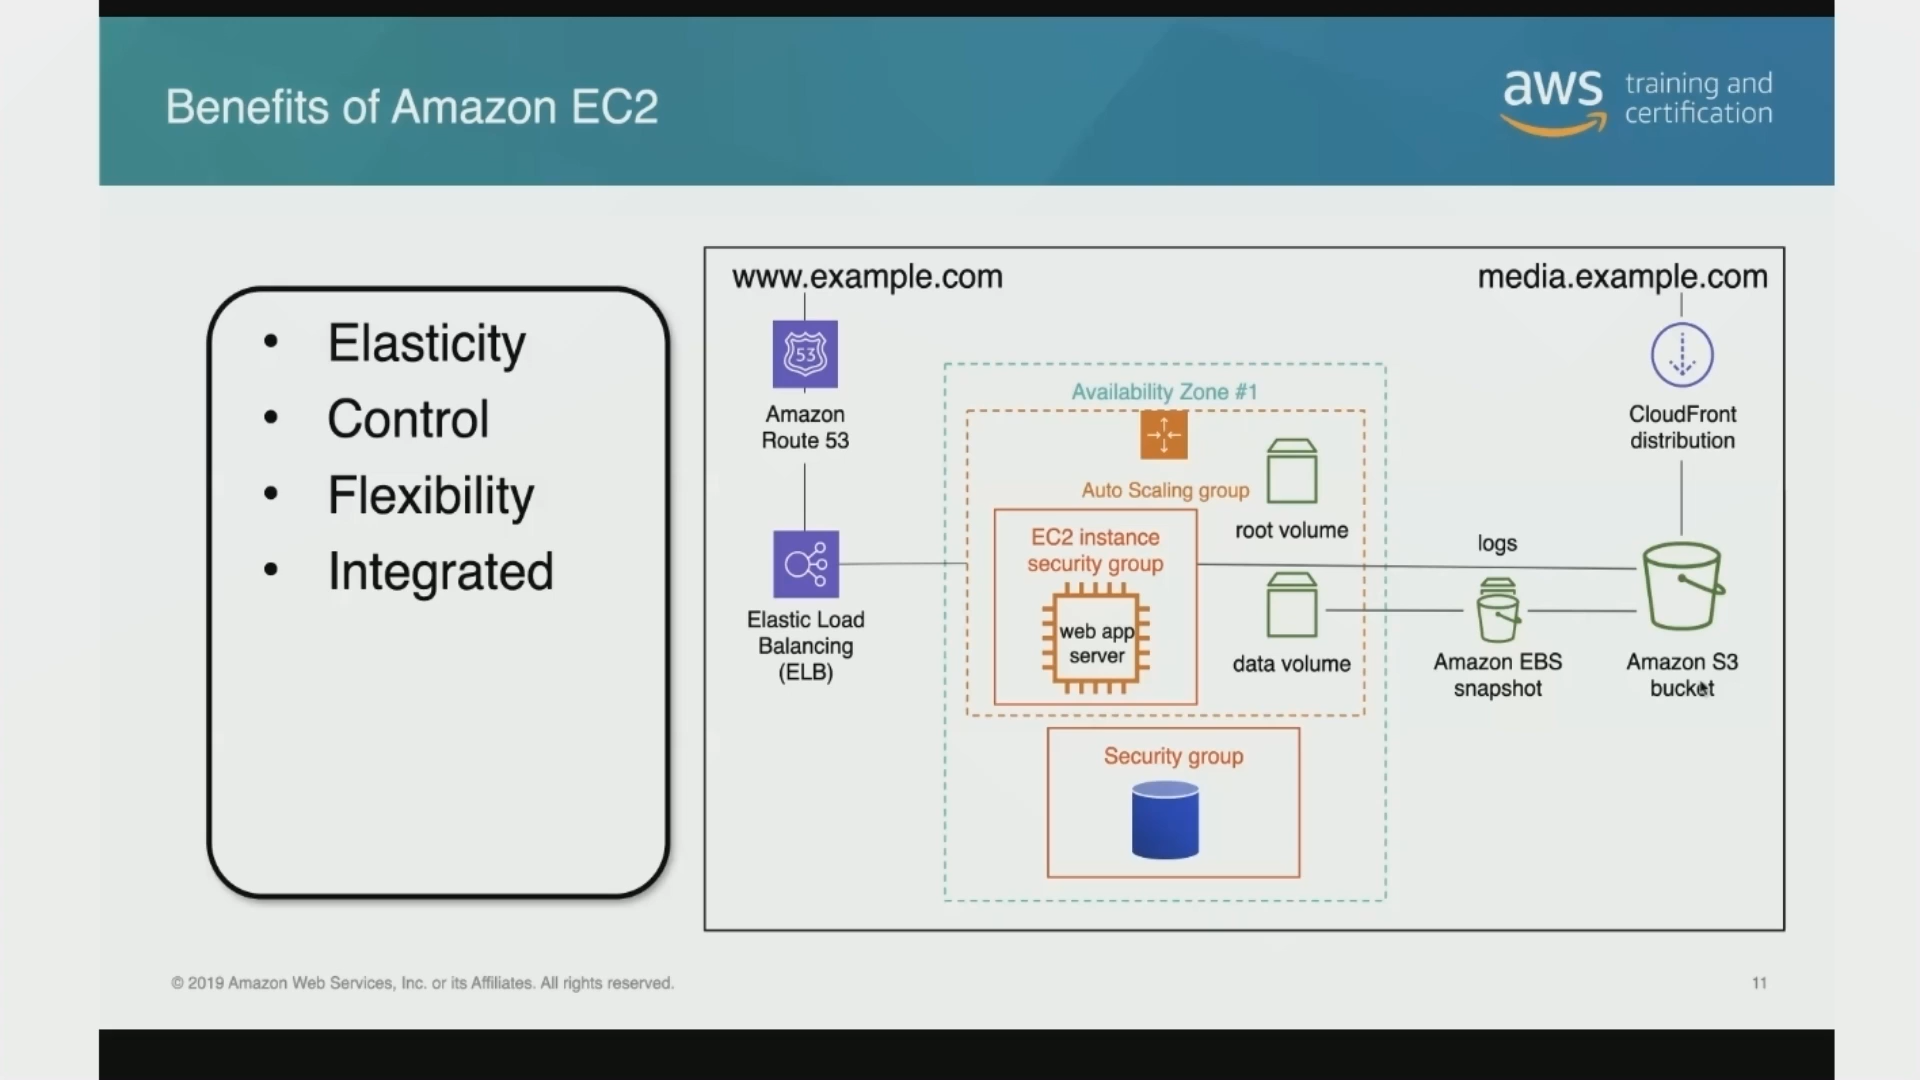 Benefits of Amazon EC2
aws
training and
certification
• Elasticity
• Control
• Flexibility
• Integrated
www.example.com
media.example.com
53
Amazon
Route 53
Elastic Load
Balancing
(ELB)
Availability Zone #1
Auto Scaling group
root volume
EC2 instance
security group
web app
server
data volume
Security group
logs
Amazon EBS
snapshot
CloudFront
distribution
Amazon S3
bucket
© 2019 Amazon Web Services, Inc. or its Affiliates. All rights reserved.
11